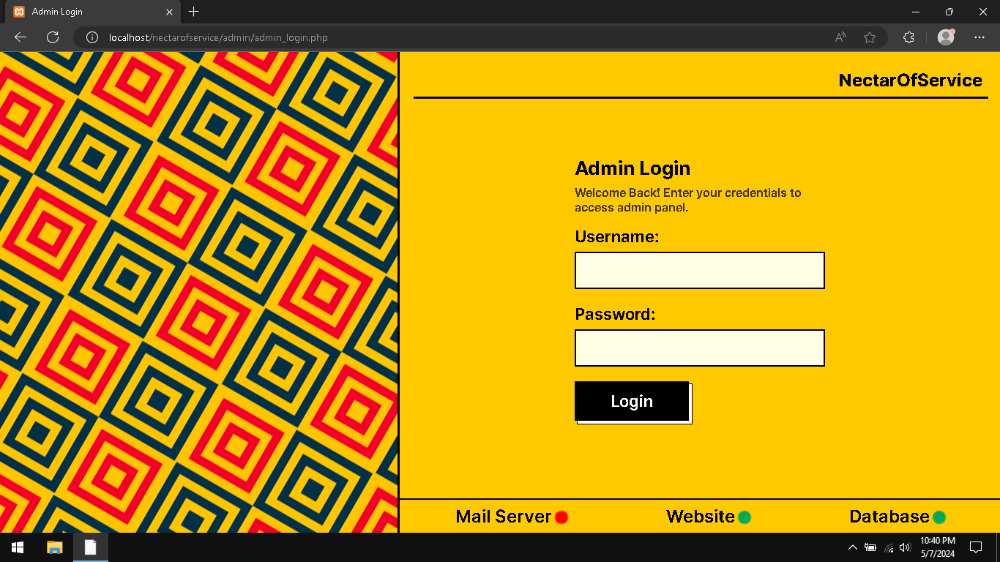 Admin Login
localhost/nectarofservice/admin/admin_login.php
NectarOfService
Admin Login
Welcome Back! Enter your credentials to
access admin panel.
Username:
Password:
Login
Mail Server
Website
Database
10:40 PM
5/7/2024